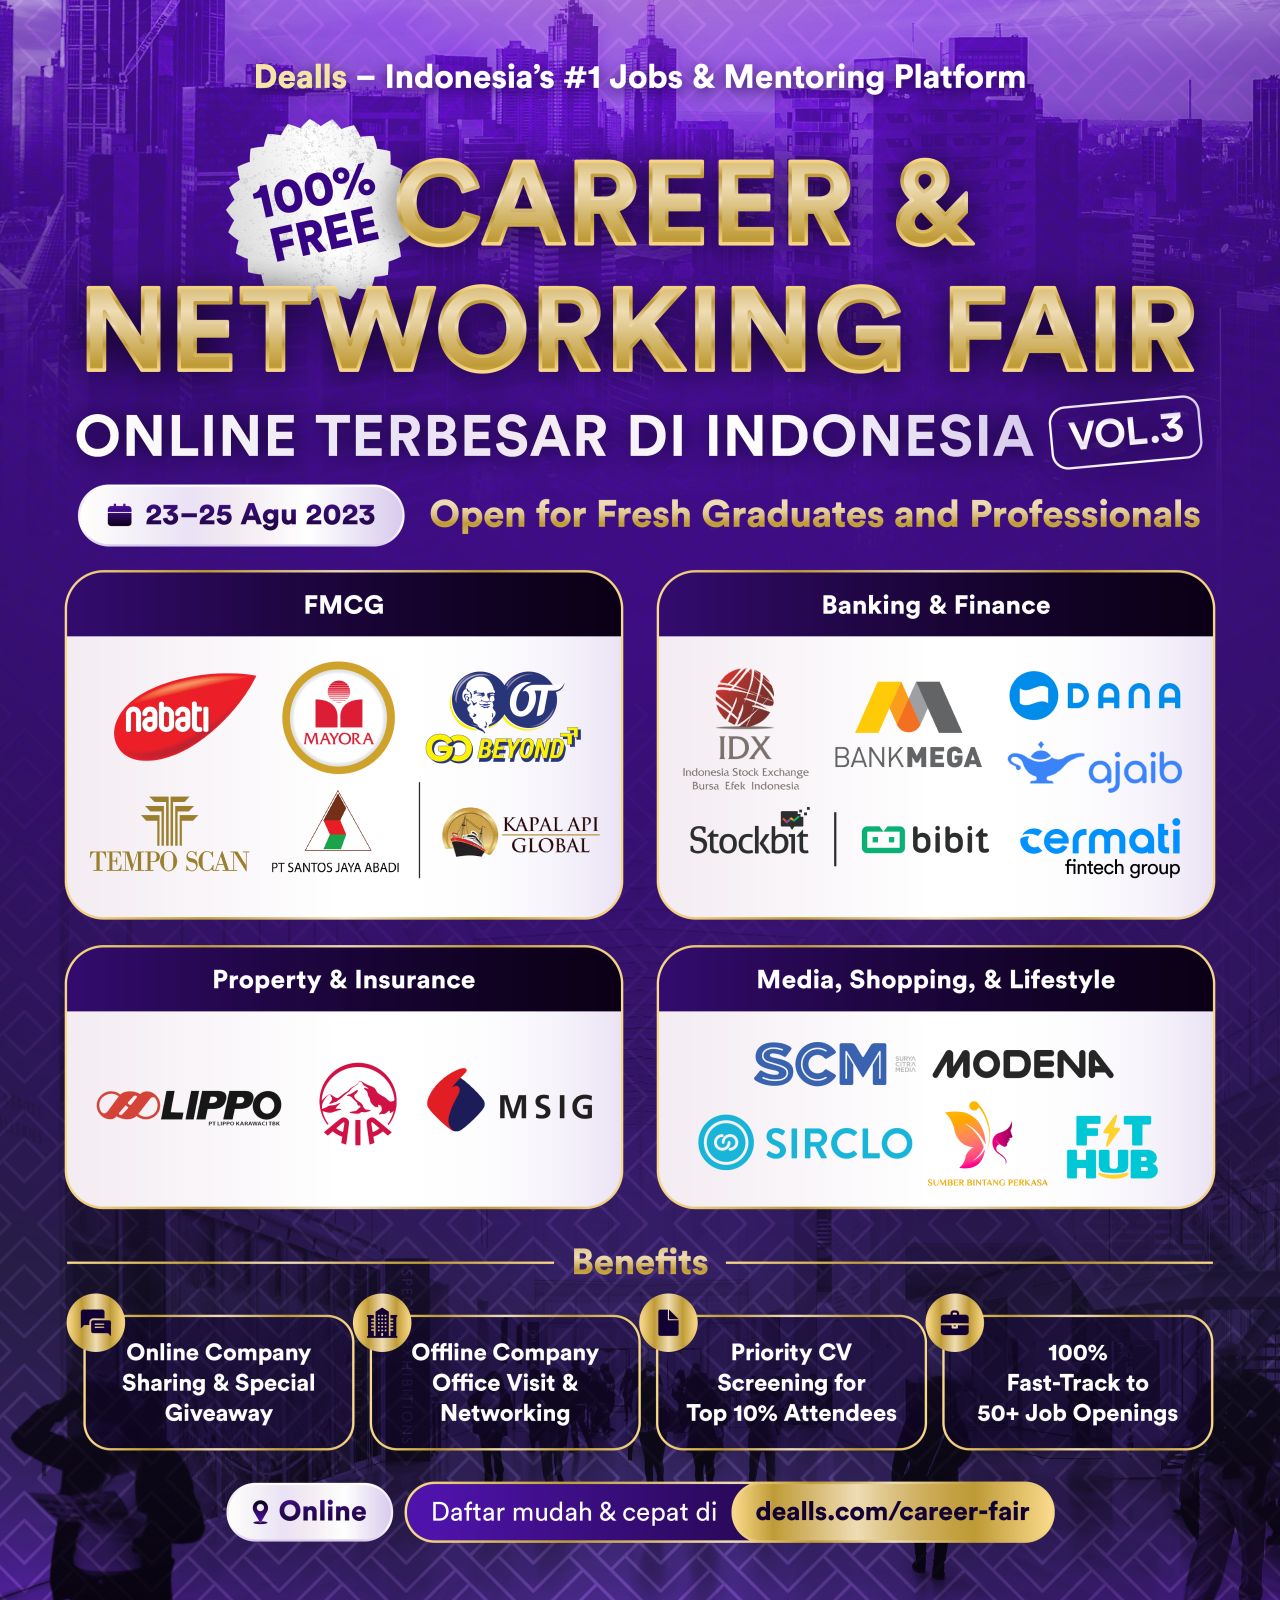 Dealls – Indonesia's #1 Jobs & Mentoring Platform
100%
FREE
CAREER &
NETWORKING FAIR
ONLINE TERBESAR DI INDONESIA VOL.3
23–25 Agu 2023
Open for Fresh Graduates and Professionals
FMCG
nabati
MAYORA
OT
GO BEYOND
TEMPO SCAN
PT SANTOS JAYA ABADI
KAPAL API
GLOBAL
Banking & Finance
IDX
Indonesia Stock Exchange
Bursa Efek Indonesia
BANKMEGA
DANA
ajaib
Stockbit
bibit
cermati
fintech group
Property & Insurance
LIPPO
PT LIPPO KARAWACI TBK
AIA
MSIG
Media, Shopping, & Lifestyle
SCM
SURYA
CITRA
MEDIA
MODENA
SIRCLO
SUMBER BINTANG PERKASA
FIT
HUB
Benefits
Online Company
Sharing & Special
Giveaway
Offline Company
Office Visit &
Networking
Priority CV
Screening for
Top 10% Attendees
100%
Fast-Track to
50+ Job Openings
Online
Daftar mudah & cepat di
dealls.com/career-fair